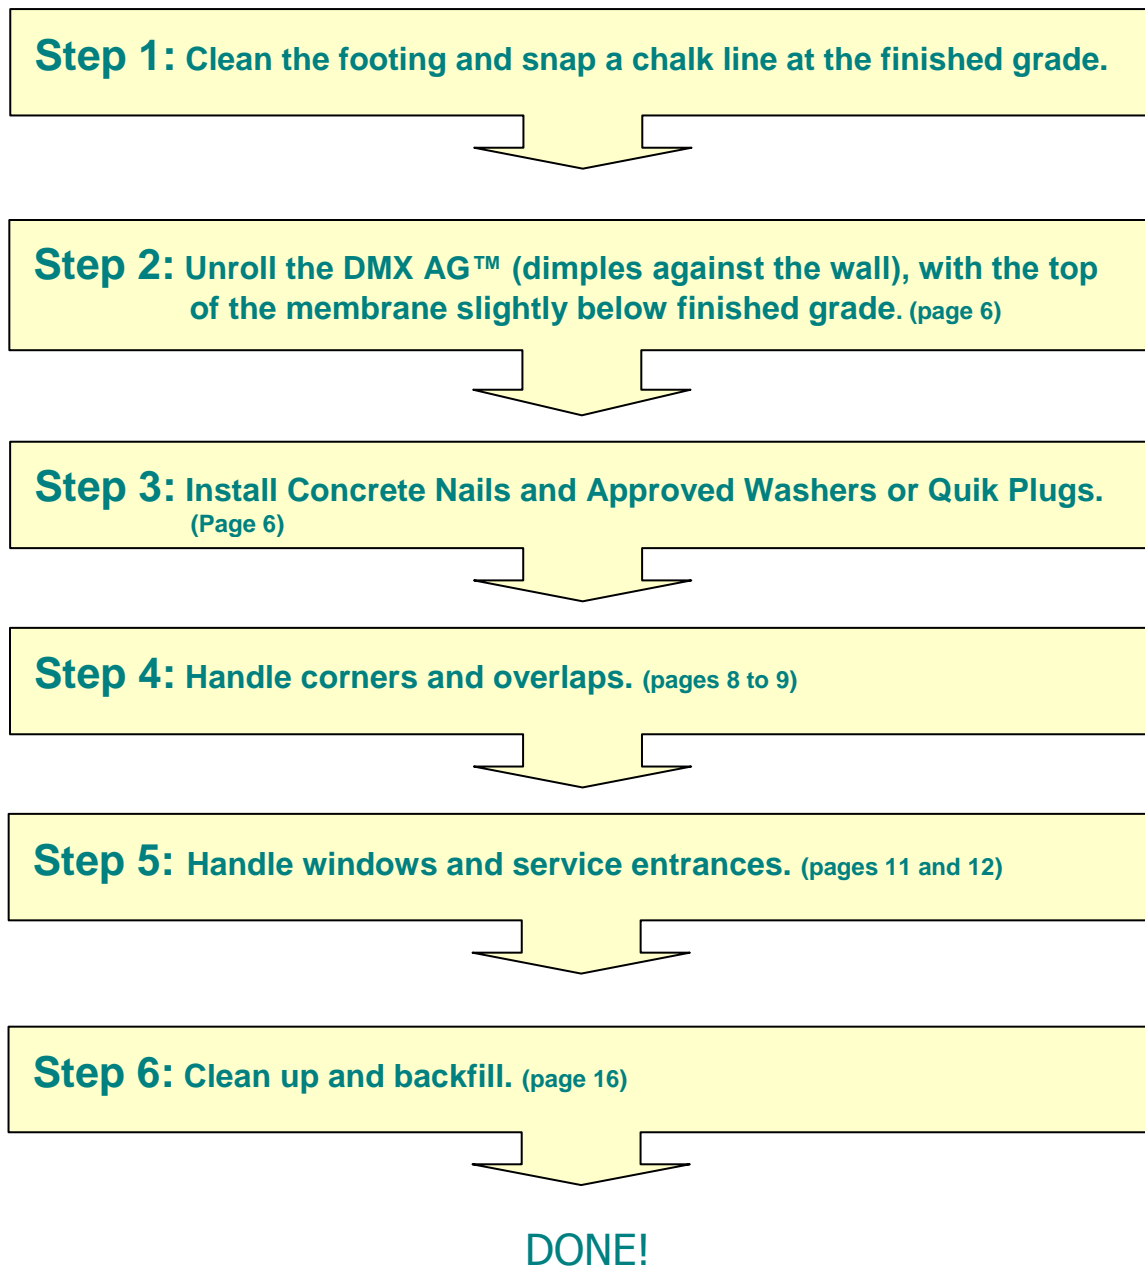 Step 1: Clean the footing and snap a chalk line at the finished grade.
Step 2: Unroll the DMX AG™ (dimples against the wall), with the top
of the membrane slightly below finished grade. (page 6)
Step 3: Install Concrete Nails and Approved Washers or Quik Plugs.
(Page 6)
Step 4: Handle corners and overlaps. (pages 8 to 9)
Step 5: Handle windows and service entrances. (pages 11 and 12)
Step 6: Clean up and backfill. (page 16)
DONE!